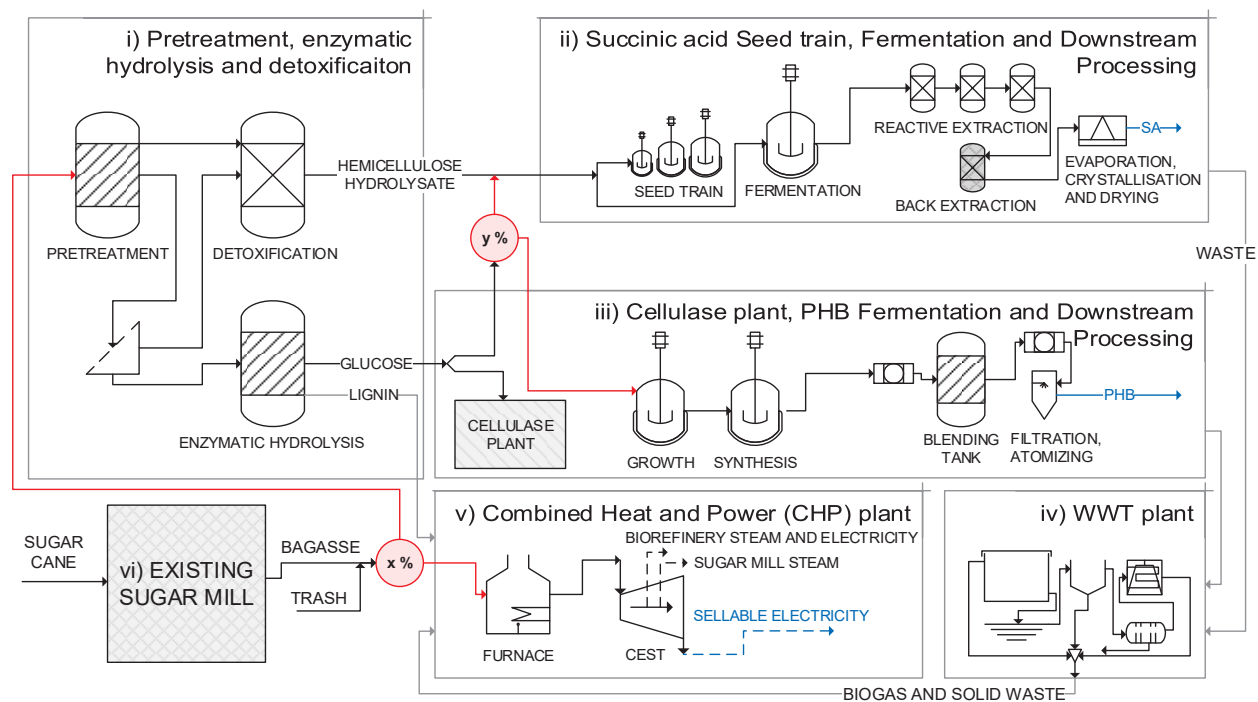 i) Pretreatment, enzymatic
hydrolysis and detoxificaiton
PRETREATMENT
DETOXIFICATION
HEMICELLULOSE
HYDROLYSATE
ENZYMATIC HYDROLYSIS
GLUCOSE
LIGNIN
y %
ii) Succinic acid Seed train, Fermentation and Downstream
Processing
SEED TRAIN
FERMENTATION
REACTIVE EXTRACTION
BACK EXTRACTION
SA
EVAPORATION,
CRYSTALLISATION
AND DRYING
WASTE
iii) Cellulase plant, PHB Fermentation and Downstream
Processing
CELLULASE
PLANT
GROWTH
SYNTHESIS
BLENDING
TANK
FILTRATION,
ATOMIZING
PHB
SUGAR
CANE
vi) EXISTING
SUGAR MILL
BAGASSE
TRASH
x %
v) Combined Heat and Power (CHP) plant
BIOREFINERY STEAM AND ELECTRICITY
SUGAR MILL STEAM
SELLABLE ELECTRICITY
FURNACE
CEST
iv) WWT plant
BIOGAS AND SOLID WASTE